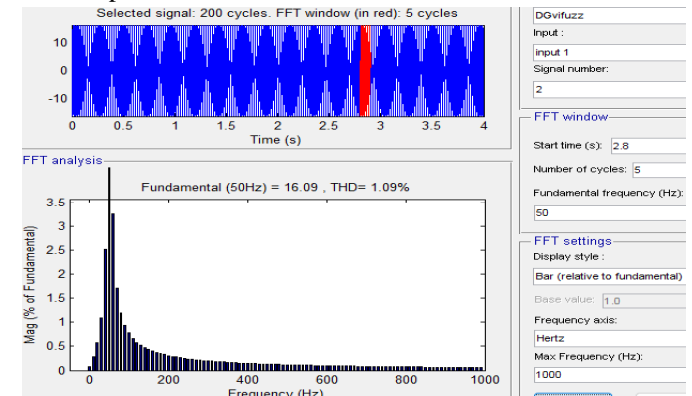 Selected signal: 200 cycles. FFT window (in red): 5 cycles
10
0
-10
0 0.5 1 1.5 2 2.5 3 3.5 4
Time (s)
FFT analysis
Fundamental (50Hz) = 16.09 , THD= 1.09%
3.5
3
2.5
2
1.5
1
0.5
0
Mag (% of Fundamental)
0 200 400 600 800 1000
Frequency (Hz)
DGvifuzz
Input :
input 1
Signal number:
2
FFT window
Start time (s): 2.8
Number of cycles: 5
Fundamental frequency (Hz):
50
FFT settings
Display style :
Bar (relative to fundamental)
Base value: 1.0
Frequency axis:
Hertz
Max Frequency (Hz):
1000